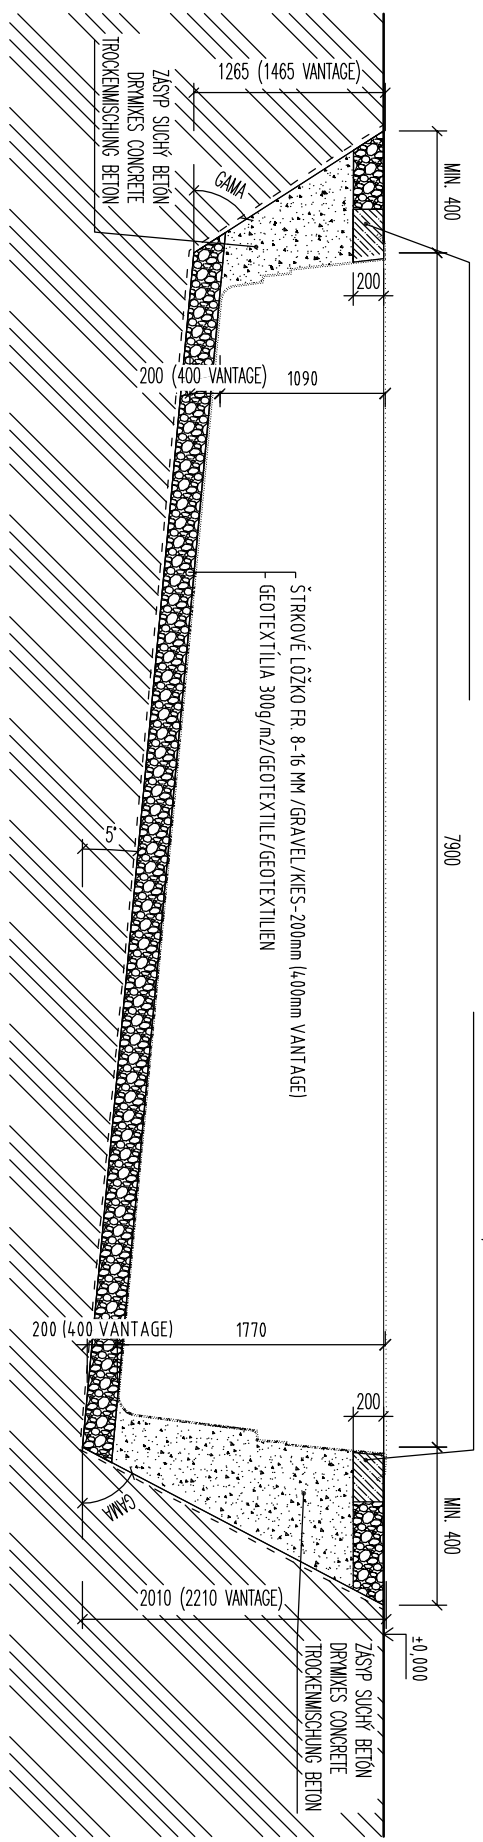 1265 (1465 VANTAGE)
ZÁSYP SUCHÝ BETÓN
DRYMIXES CONCRETE
TROCKENMISCHUNG BETON
MIN. 400
GAMA
200
200 (400 VANTAGE)
1090
ŠTRKOVÉ LÔŽKO FR. 8-16 MM /GRAVEL/KIES-200mm (400mm VANTAGE)
GEOTEXTÍLIA 300g/m2/GEOTEXTILE/GEOTEXTILIEN
7900
5°
200 (400 VANTAGE)
1770
200
GAMA
MIN. 400
2010 (2210 VANTAGE)
±0,000
ZÁSYP SUCHÝ BETÓN
DRYMIXES CONCRETE
TROCKENMISCHUNG BETON